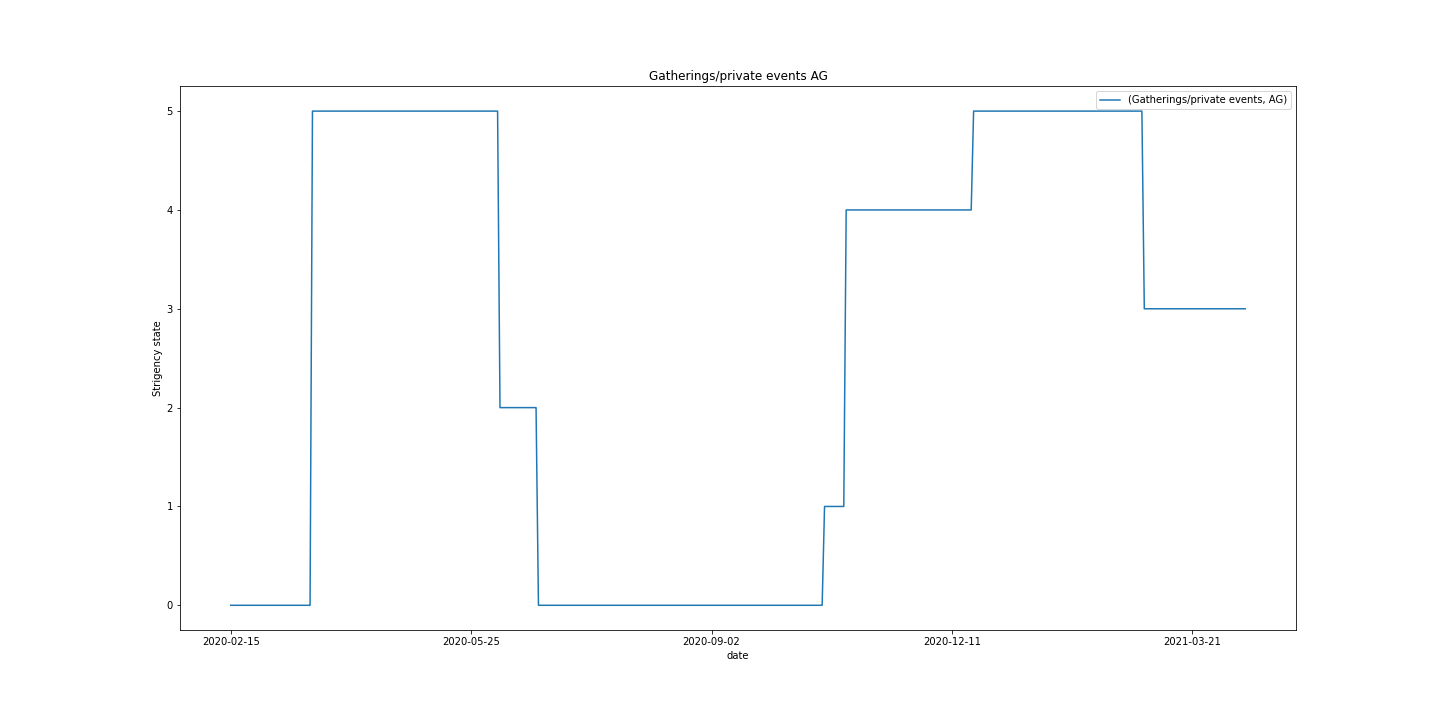 Gatherings/private events AG
(Gatherings/private events, AG)
5
4
3
2
1
0
Strigency state
2020-02-15 2020-05-25 2020-09-02 2020-12-11 2021-03-21
date